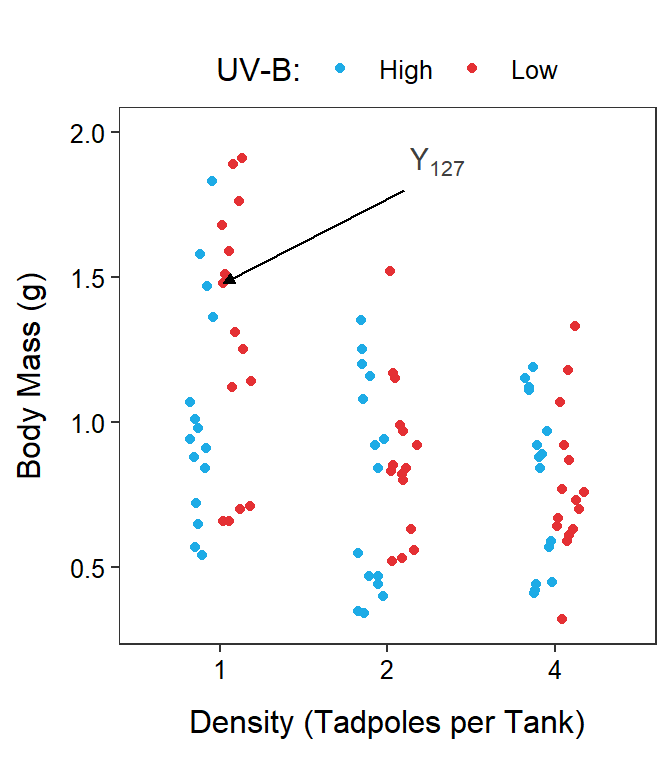 UV-B: High Low
2.0
Y127
1.5
1.0
0.5
Body Mass (g)
1 2 4
Density (Tadpoles per Tank)